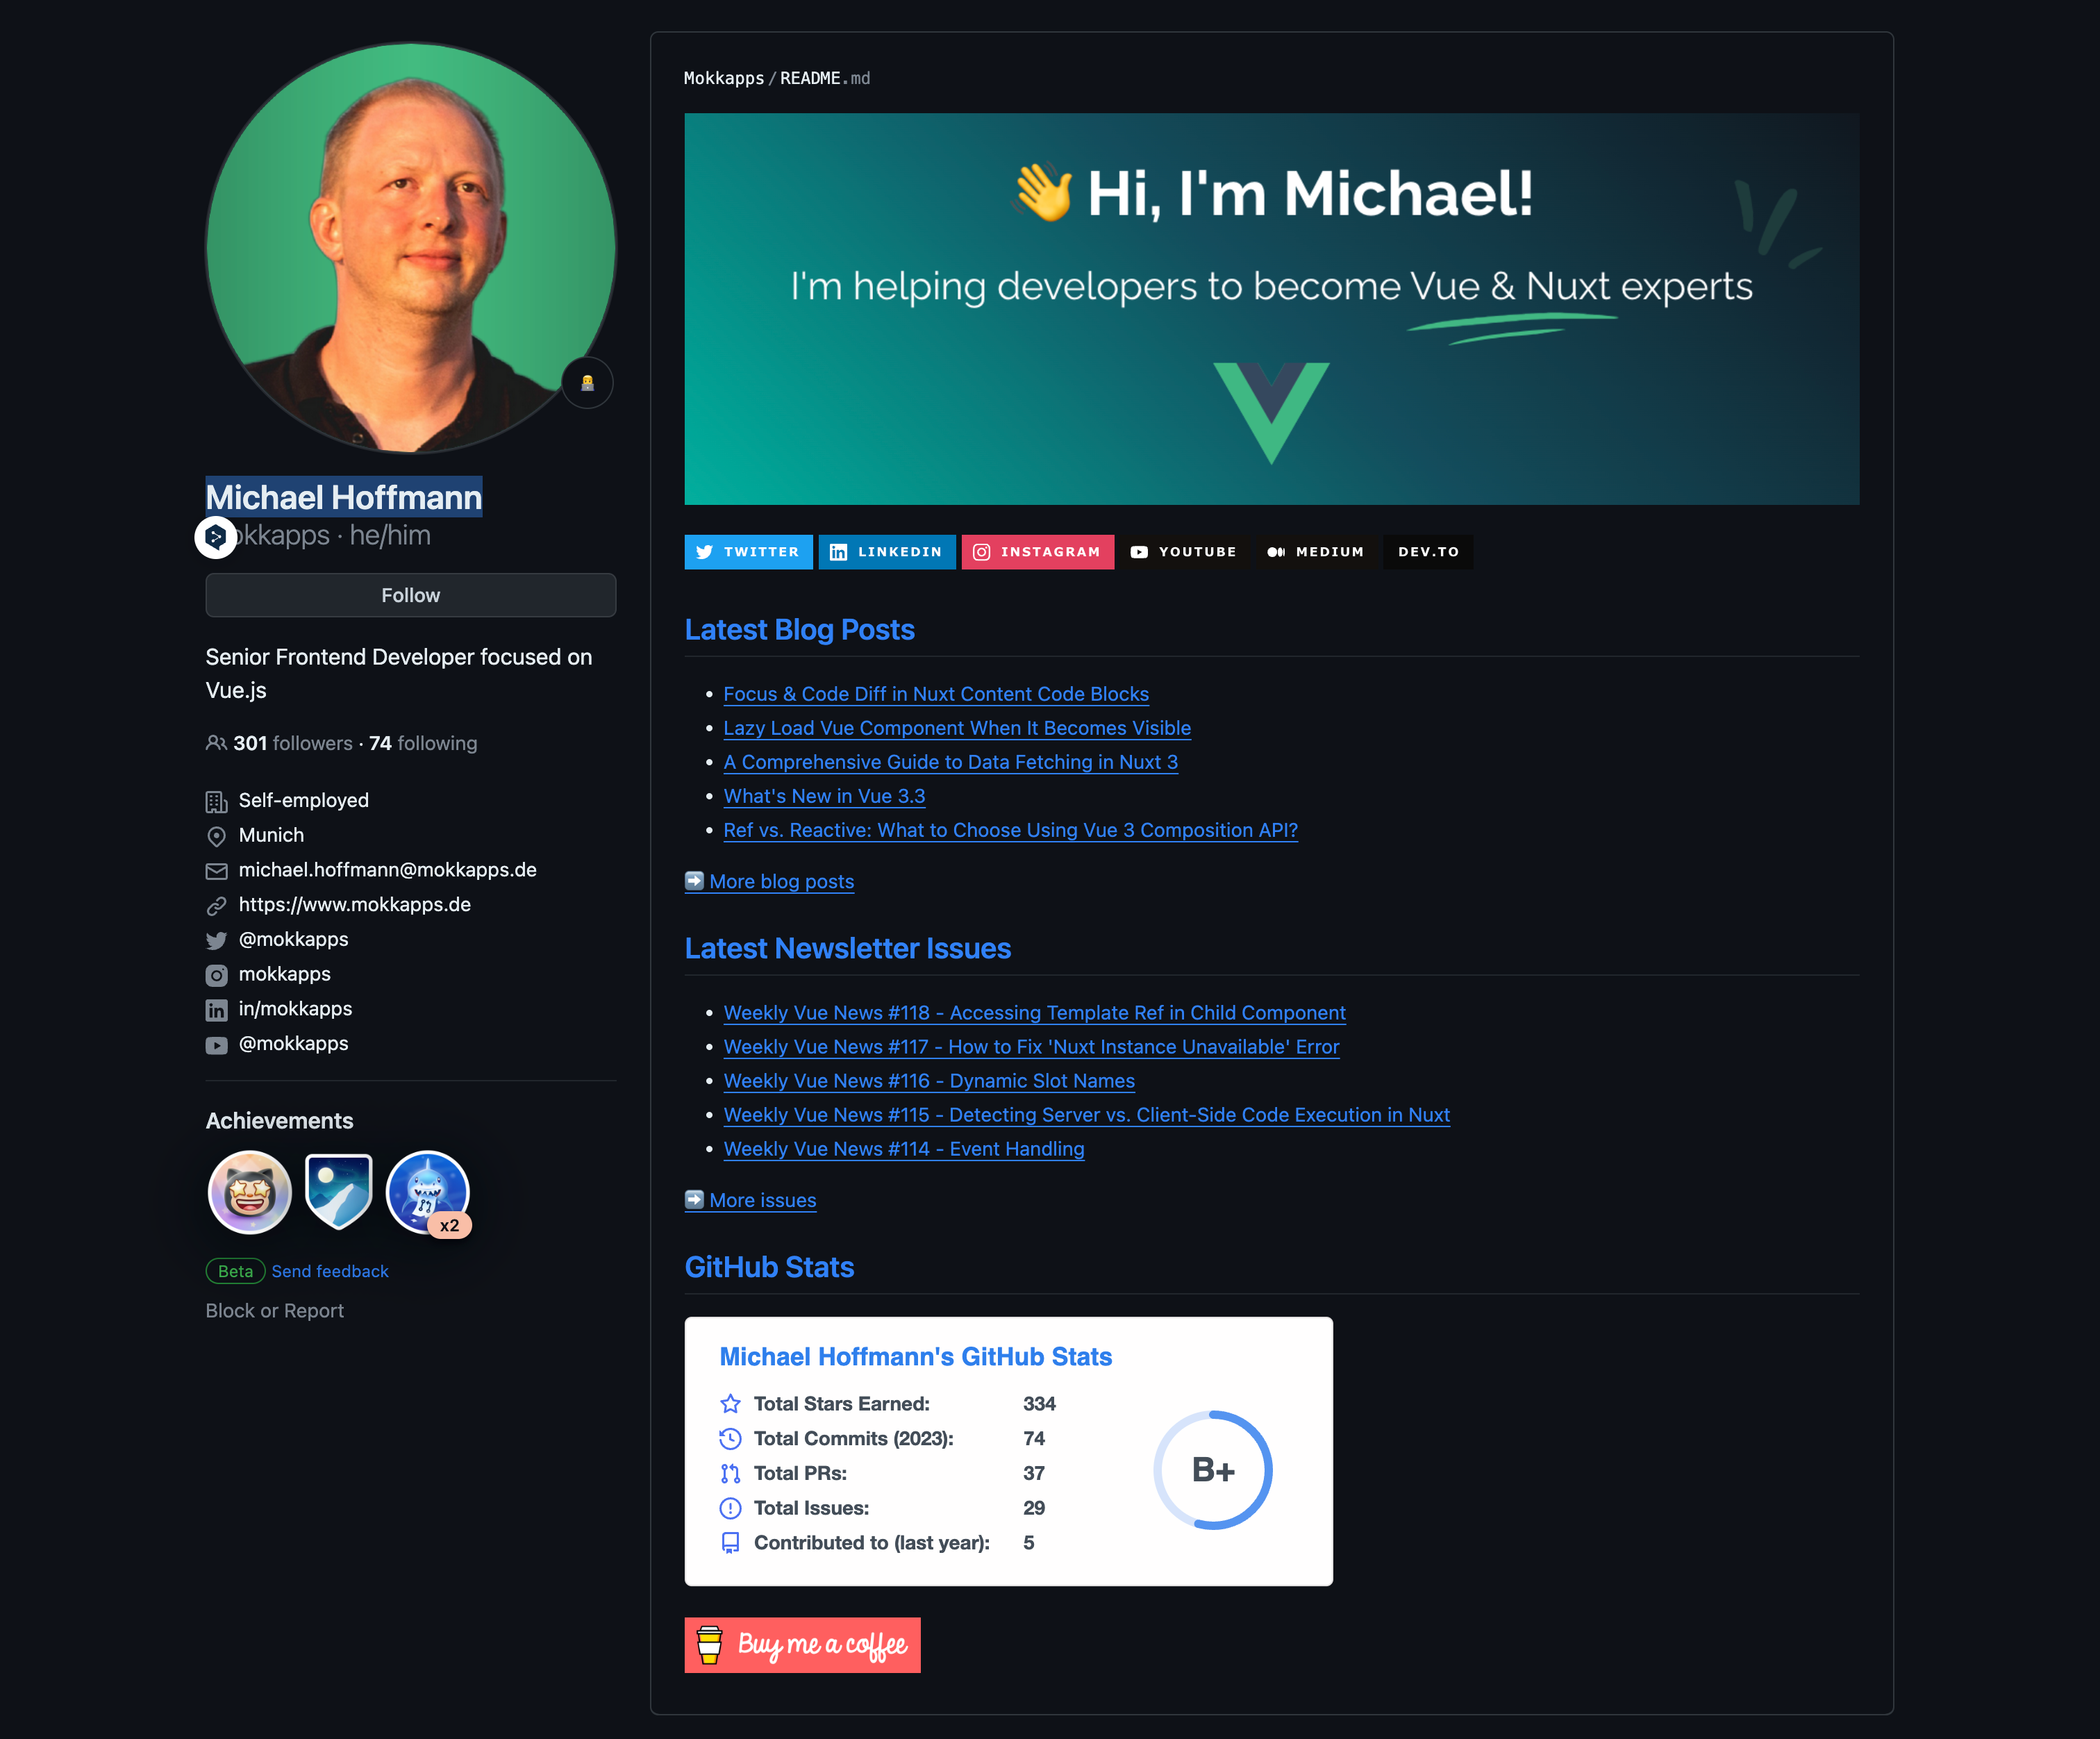 Michael Hoffmann
okkapps · he/him
Follow
Senior Frontend Developer focused on
Vue.js
301 followers · 74 following
Self-employed
Munich
michael.hoffmann@mokkapps.de
https://www.mokkapps.de
@mokkapps
mokkapps
in/mokkapps
@mokkapps
Achievements
x2
Beta Send feedback
Block or Report
Mokkapps/README.md
👋 Hi, I'm Michael!
I'm helping developers to become Vue & Nuxt experts
TWITTER LINKEDIN INSTAGRAM YOUTUBE MEDIUM DEV.TO
Latest Blog Posts
• Focus & Code Diff in Nuxt Content Code Blocks
• Lazy Load Vue Component When It Becomes Visible
• A Comprehensive Guide to Data Fetching in Nuxt 3
• What's New in Vue 3.3
• Ref vs. Reactive: What to Choose Using Vue 3 Composition API?
➡️ More blog posts
Latest Newsletter Issues
• Weekly Vue News #118 - Accessing Template Ref in Child Component
• Weekly Vue News #117 - How to Fix 'Nuxt Instance Unavailable' Error
• Weekly Vue News #116 - Dynamic Slot Names
• Weekly Vue News #115 - Detecting Server vs. Client-Side Code Execution in Nuxt
• Weekly Vue News #114 - Event Handling
➡️ More issues
GitHub Stats
Michael Hoffmann's GitHub Stats
Total Stars Earned: 334
Total Commits (2023): 74
Total PRs: 37
Total Issues: 29
Contributed to (last year): 5
B+
Buy me a coffee